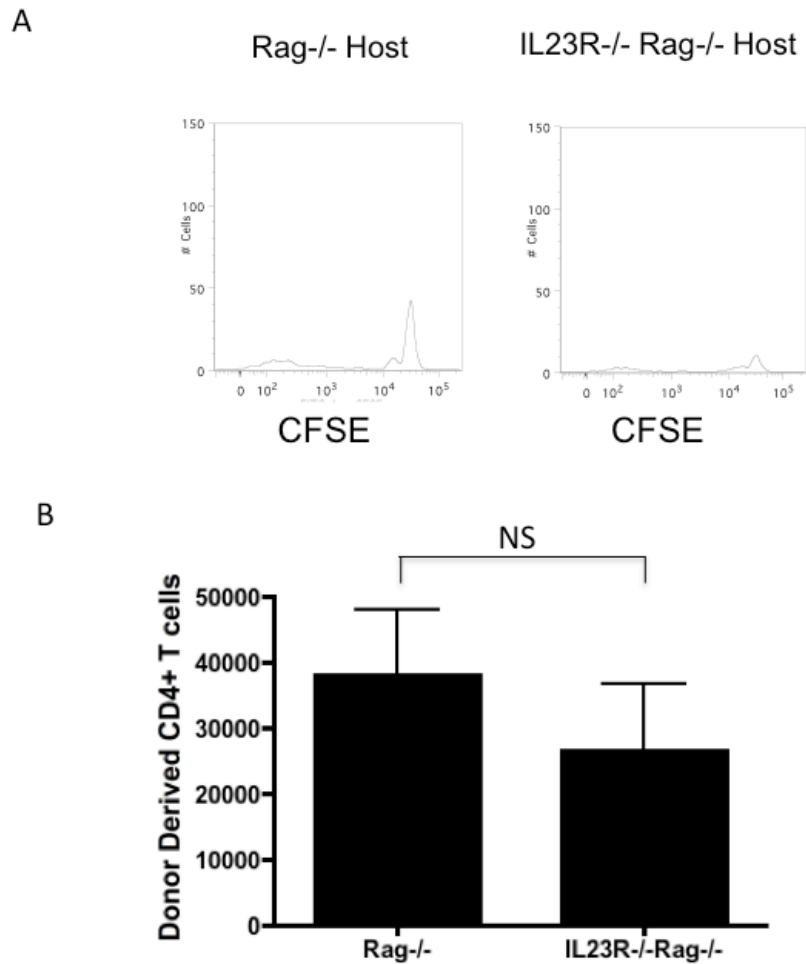 A
Rag-/- Host
IL23R-/- Rag-/- Host
150
100
50
0
# Cells
0 10² 10³ 10⁴ 10⁵
CFSE
150
100
50
0
# Cells
0 10² 10³ 10⁴ 10⁵
CFSE
B
NS
Donor Derived CD4+ T cells
50000
40000
30000
20000
10000
0
Rag-/-
IL23R-/-Rag-/-